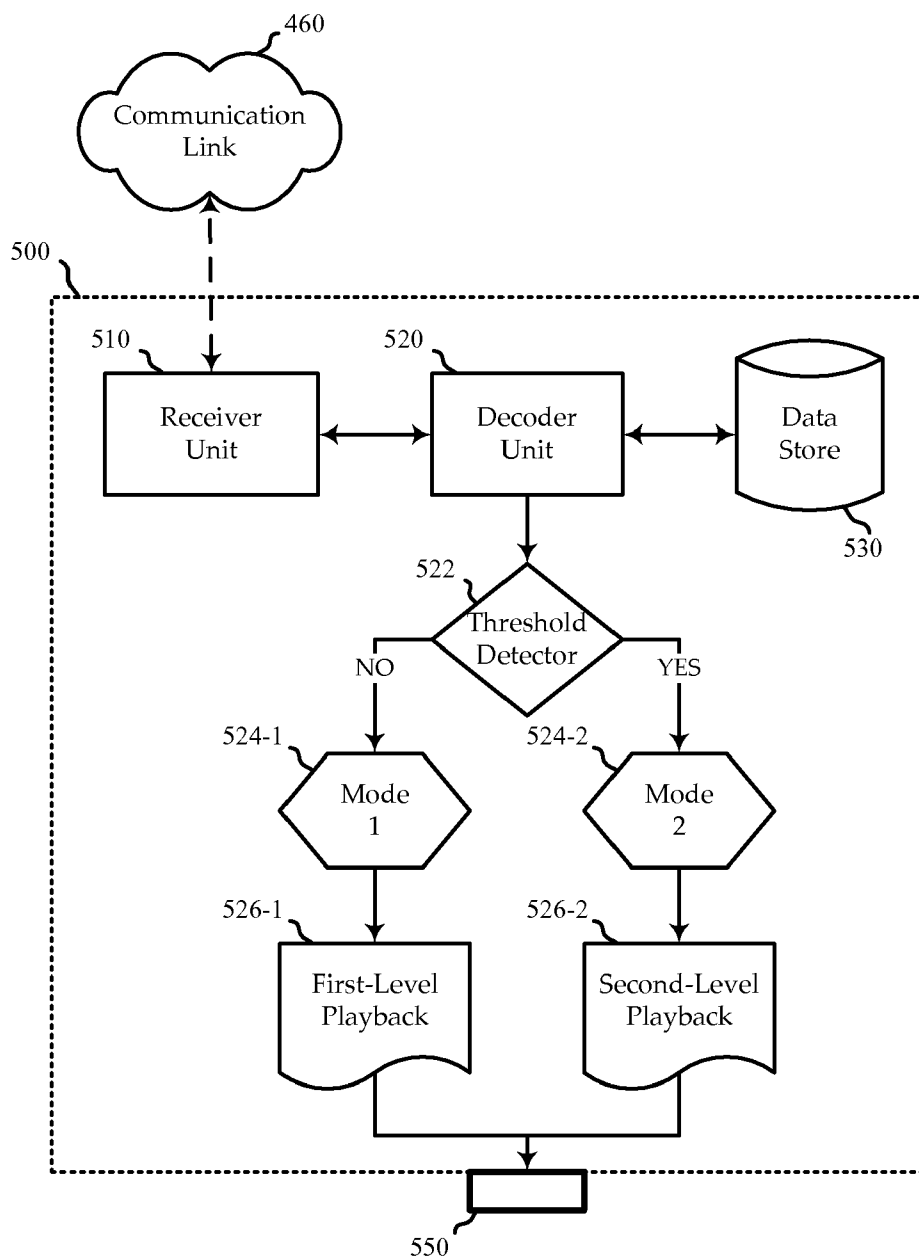 460
Communication
Link
500
510
520
Receiver
Unit
Decoder
Unit
Data
Store
530
522
Threshold
Detector
NO
YES
524-1
524-2
Mode
1
Mode
2
526-1
526-2
First-Level
Playback
Second-Level
Playback
550